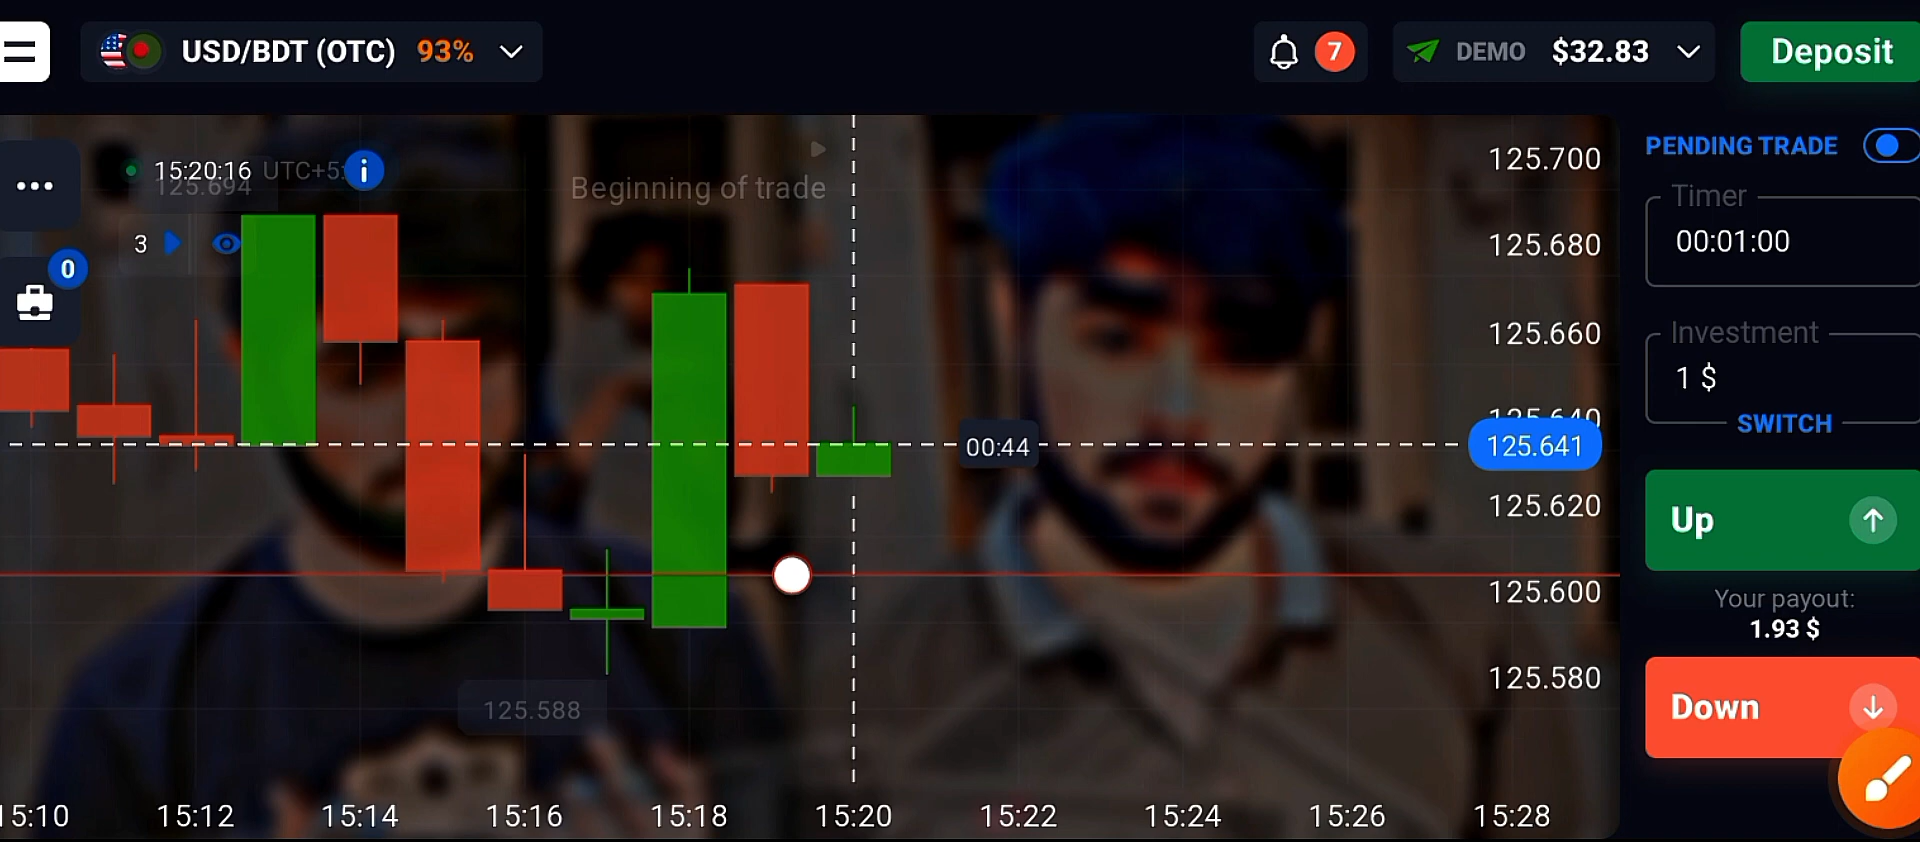 USD/BDT (OTC) 93%
7
DEMO $32.83
Deposit
15:20:16 UTC+5:
125.694
Beginning of trade
3
0
125.700
125.680
125.660
125.640
125.641
125.620
125.600
125.580
00:44
125.588
15:10 15:12 15:14 15:16 15:18 15:20 15:22 15:24 15:26 15:28
PENDING TRADE
Timer
00:01:00
Investment
1 $
SWITCH
Up
Your payout:
1.93 $
Down